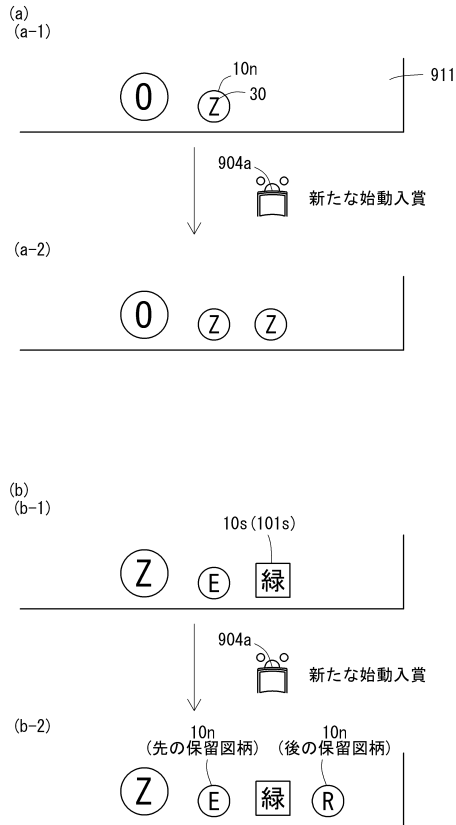 (a)
(a-1)
10n
911
O Z
30
904a
新たな始動入賞
(a-2)
O Z Z
(b)
(b-1)
10s(101s)
Z E 緑
904a
新たな始動入賞
(b-2)
10n 10n
(先の保留図柄) (後の保留図柄)
Z E 緑 R